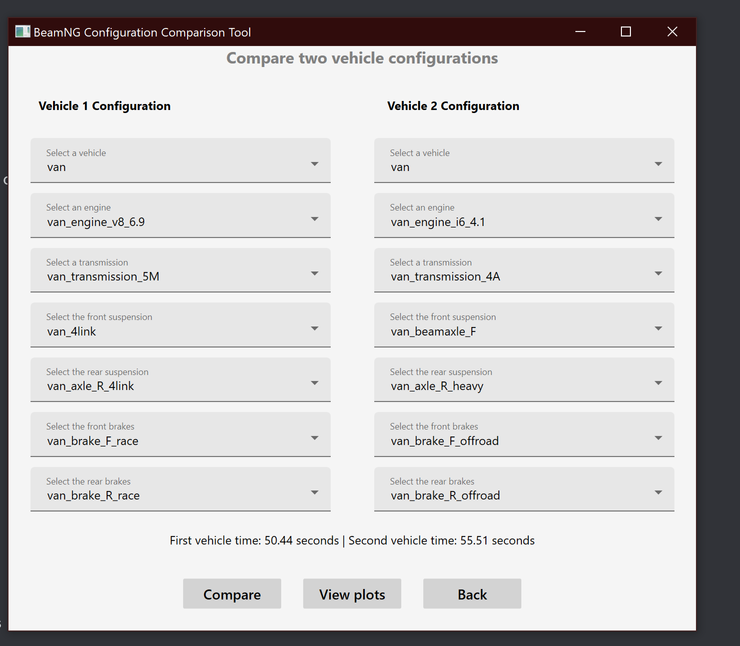 BeamNG Configuration Comparison Tool
Compare two vehicle configurations
Vehicle 1 Configuration
Vehicle 2 Configuration
Select a vehicle
van
Select a vehicle
van
Select an engine
van_engine_v8_6.9
Select an engine
van_engine_i6_4.1
Select a transmission
van_transmission_5M
Select a transmission
van_transmission_4A
Select the front suspension
van_4link
Select the front suspension
van_beamaxle_F
Select the rear suspension
van_axle_R_4link
Select the rear suspension
van_axle_R_heavy
Select the front brakes
van_brake_F_race
Select the front brakes
van_brake_F_offroad
Select the rear brakes
van_brake_R_race
Select the rear brakes
van_brake_R_offroad
First vehicle time: 50.44 seconds | Second vehicle time: 55.51 seconds
Compare
View plots
Back